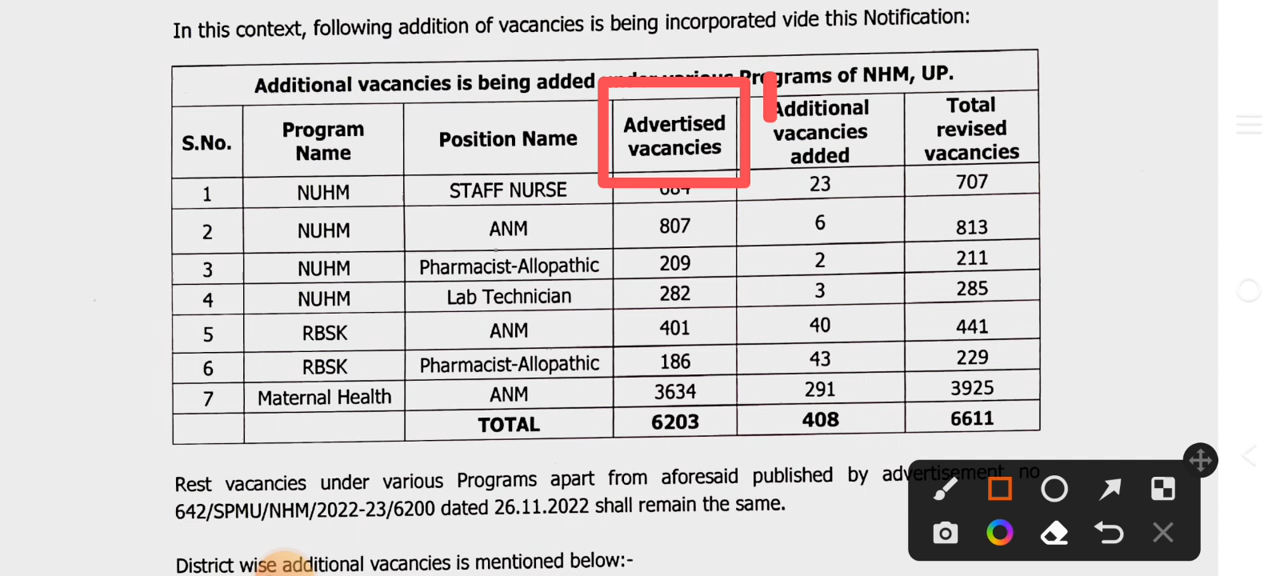 In this context, following addition of vacancies is being incorporated vide this Notification:
Additional vacancies is being added under various Programs of NHM, UP.
S.No. Program Name Position Name Advertised vacancies Additional vacancies added Total revised vacancies
1 NUHM STAFF NURSE 684 23 707
2 NUHM ANM 807 6 813
3 NUHM Pharmacist-Allopathic 209 2 211
4 NUHM Lab Technician 282 3 285
5 RBSK ANM 401 40 441
6 RBSK Pharmacist-Allopathic 186 43 229
7 Maternal Health ANM 3634 291 3925
TOTAL 6203 408 6611
Rest vacancies under various Programs apart from aforesaid published by advertisement no
642/SPMU/NHM/2022-23/6200 dated 26.11.2022 shall remain the same.
District wise additional vacancies is mentioned below:-